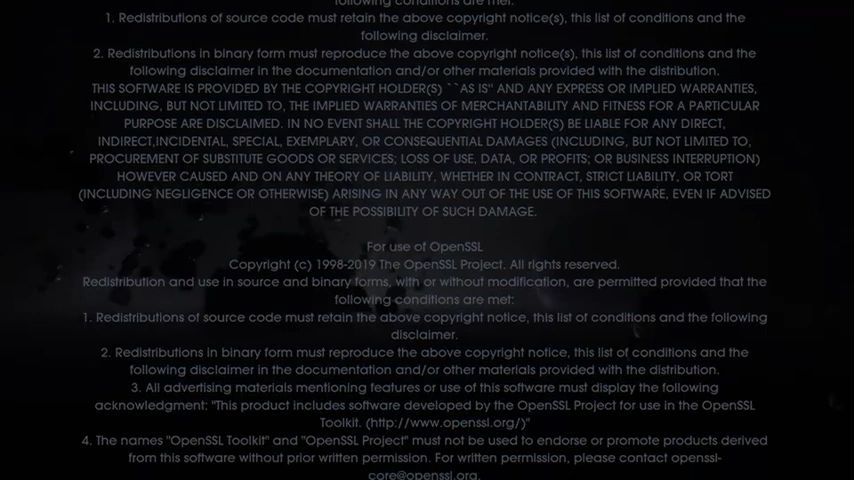 following conditions are met:
1. Redistributions of source code must retain the above copyright notice(s), this list of conditions and the
following disclaimer.
2. Redistributions in binary form must reproduce the above copyright notice(s), this list of conditions and the
following disclaimer in the documentation and/or other materials provided with the distribution.
THIS SOFTWARE IS PROVIDED BY THE COPYRIGHT HOLDER(S) ``AS IS'' AND ANY EXPRESS OR IMPLIED WARRANTIES,
INCLUDING, BUT NOT LIMITED TO, THE IMPLIED WARRANTIES OF MERCHANTABILITY AND FITNESS FOR A PARTICULAR
PURPOSE ARE DISCLAIMED. IN NO EVENT SHALL THE COPYRIGHT HOLDER(S) BE LIABLE FOR ANY DIRECT,
INDIRECT,INCIDENTAL, SPECIAL, EXEMPLARY, OR CONSEQUENTIAL DAMAGES (INCLUDING, BUT NOT LIMITED TO,
PROCUREMENT OF SUBSTITUTE GOODS OR SERVICES; LOSS OF USE, DATA, OR PROFITS; OR BUSINESS INTERRUPTION)
HOWEVER CAUSED AND ON ANY THEORY OF LIABILITY, WHETHER IN CONTRACT, STRICT LIABILITY, OR TORT
(INCLUDING NEGLIGENCE OR OTHERWISE) ARISING IN ANY WAY OUT OF THE USE OF THIS SOFTWARE, EVEN IF ADVISED
OF THE POSSIBILITY OF SUCH DAMAGE.
For use of OpenSSL
Copyright (c) 1998-2019 The OpenSSL Project. All rights reserved.
Redistribution and use in source and binary forms, with or without modification, are permitted provided that the
following conditions are met:
1. Redistributions of source code must retain the above copyright notice, this list of conditions and the following
disclaimer.
2. Redistributions in binary form must reproduce the above copyright notice, this list of conditions and the
following disclaimer in the documentation and/or other materials provided with the distribution.
3. All advertising materials mentioning features or use of this software must display the following
acknowledgment: "This product includes software developed by the OpenSSL Project for use in the OpenSSL
Toolkit. (http://www.openssl.org/)"
4. The names "OpenSSL Toolkit" and "OpenSSL Project" must not be used to endorse or promote products derived
from this software without prior written permission. For written permission, please contact openssl-
core@openssl.org.